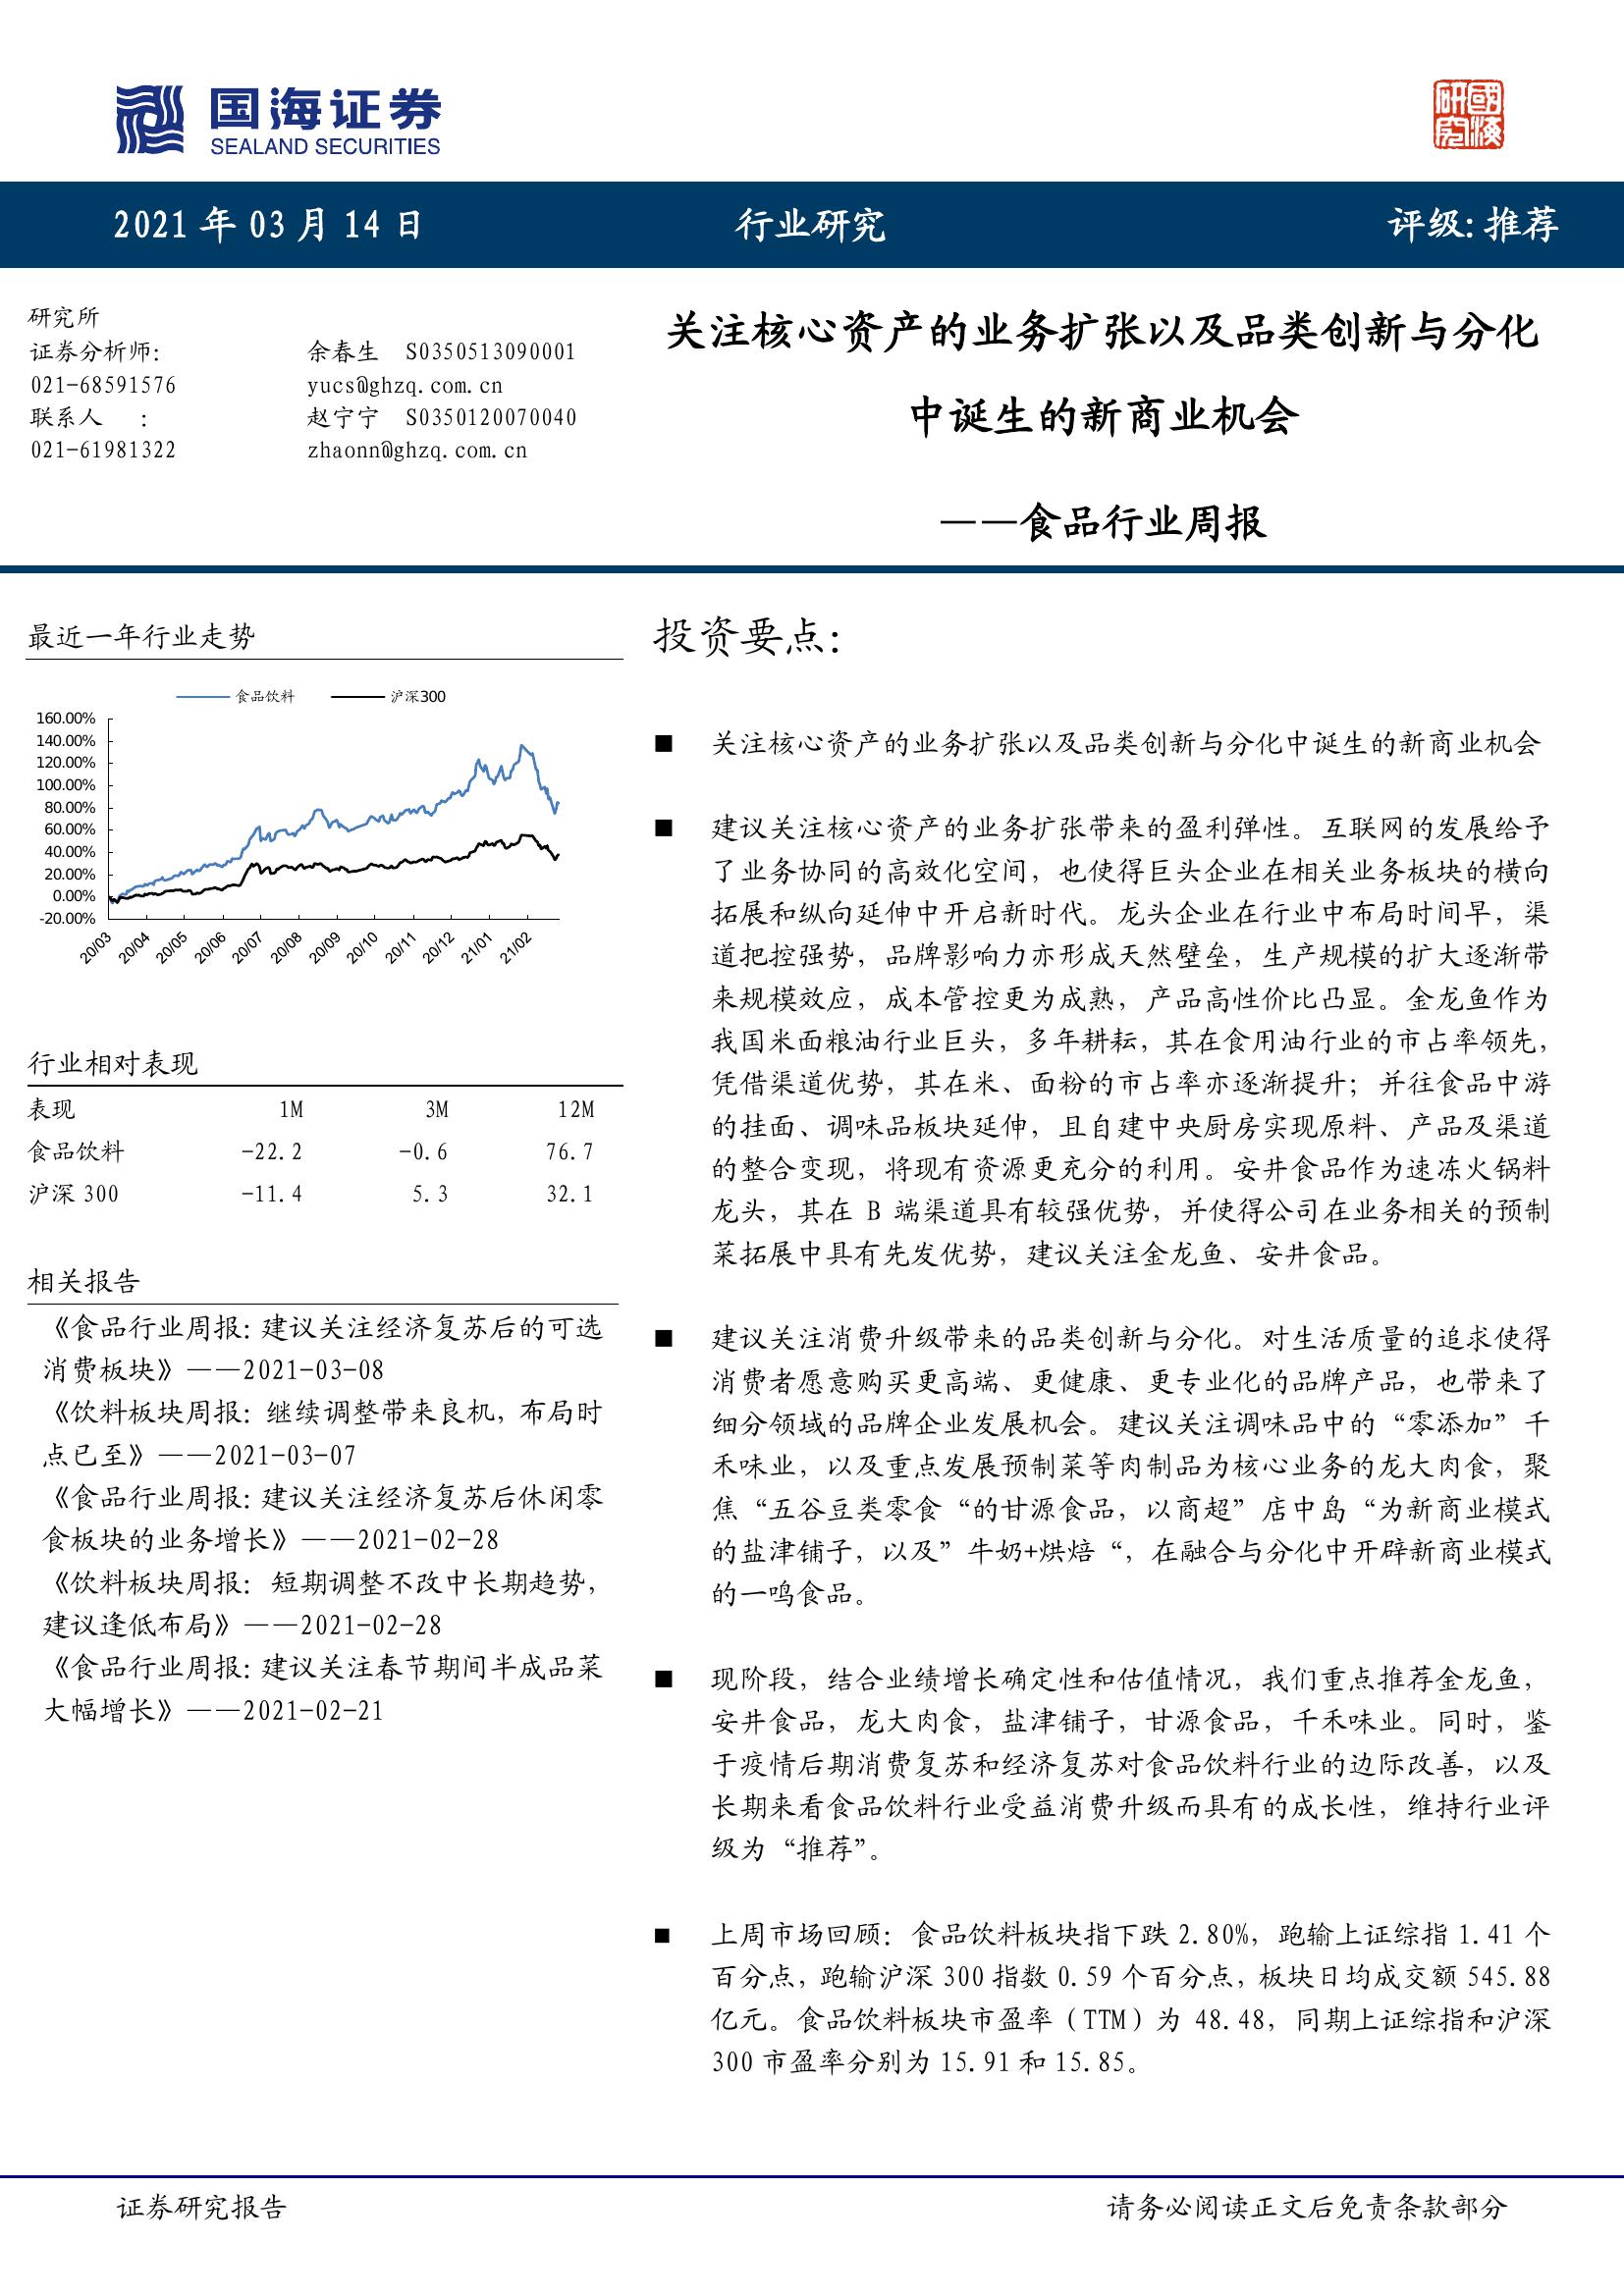 国海证券
SEALAND SECURITIES
國海
研究
2021 年 03 月 14 日
行业研究
评级:推荐
研究所
证券分析师: 余春生 S0350513090001
021-68591576 yucs@ghzq.com.cn
联系人 : 赵宁宁 S0350120070040
021-61981322 zhaonn@ghzq.com.cn
关注核心资产的业务扩张以及品类创新与分化
中诞生的新商业机会
——食品行业周报
最近一年行业走势
食品饮料 沪深300
160.00%
140.00%
120.00%
100.00%
80.00%
60.00%
40.00%
20.00%
0.00%
-20.00%
20/03 20/04 20/05 20/06 20/07 20/08 20/09 20/10 20/11 20/12 21/01 21/02
行业相对表现
表现 1M 3M 12M
食品饮料 -22.2 -0.6 76.7
沪深 300 -11.4 5.3 32.1
相关报告
《食品行业周报:建议关注经济复苏后的可选
消费板块》——2021-03-08
《饮料板块周报:继续调整带来良机,布局时
点已至》——2021-03-07
《食品行业周报:建议关注经济复苏后休闲零
食板块的业务增长》——2021-02-28
《饮料板块周报: 短期调整不改中长期趋势,
建议逢低布局》——2021-02-28
《食品行业周报:建议关注春节期间半成品菜
大幅增长》——2021-02-21
投资要点:
■ 关注核心资产的业务扩张以及品类创新与分化中诞生的新商业机会
■ 建议关注核心资产的业务扩张带来的盈利弹性。互联网的发展给予
了业务协同的高效化空间,也使得巨头企业在相关业务板块的横向
拓展和纵向延伸中开启新时代。龙头企业在行业中布局时间早,渠
道把控强势,品牌影响力亦形成天然壁垒,生产规模的扩大逐渐带
来规模效应,成本管控更为成熟,产品高性价比凸显。金龙鱼作为
我国米面粮油行业巨头,多年耕耘,其在食用油行业的市占率领先,
凭借渠道优势,其在米、面粉的市占率亦逐渐提升;并往食品中游
的挂面、调味品板块延伸,且自建中央厨房实现原料、产品及渠道
的整合变现,将现有资源更充分的利用。安井食品作为速冻火锅料
龙头,其在 B 端渠道具有较强优势,并使得公司在业务相关的预制
菜拓展中具有先发优势,建议关注金龙鱼、安井食品。
■ 建议关注消费升级带来的品类创新与分化。对生活质量的追求使得
消费者愿意购买更高端、更健康、更专业化的品牌产品,也带来了
细分领域的品牌企业发展机会。建议关注调味品中的“零添加”千
禾味业,以及重点发展预制菜等肉制品为核心业务的龙大肉食,聚
焦“五谷豆类零食“的甘源食品,以商超”店中岛“为新商业模式
的盐津铺子,以及”牛奶+烘焙“,在融合与分化中开辟新商业模式
的一鸣食品。
■ 现阶段,结合业绩增长确定性和估值情况,我们重点推荐金龙鱼,
安井食品,龙大肉食,盐津铺子,甘源食品,千禾味业。同时,鉴
于疫情后期消费复苏和经济复苏对食品饮料行业的边际改善,以及
长期来看食品饮料行业受益消费升级而具有的成长性,维持行业评
级为“推荐”。
■ 上周市场回顾:食品饮料板块指下跌 2.80%,跑输上证综指 1.41 个
百分点,跑输沪深 300 指数 0.59 个百分点,板块日均成交额 545.88
亿元。食品饮料板块市盈率(TTM)为 48.48,同期上证综指和沪深
300 市盈率分别为 15.91 和 15.85。
证券研究报告
请务必阅读正文后免责条款部分